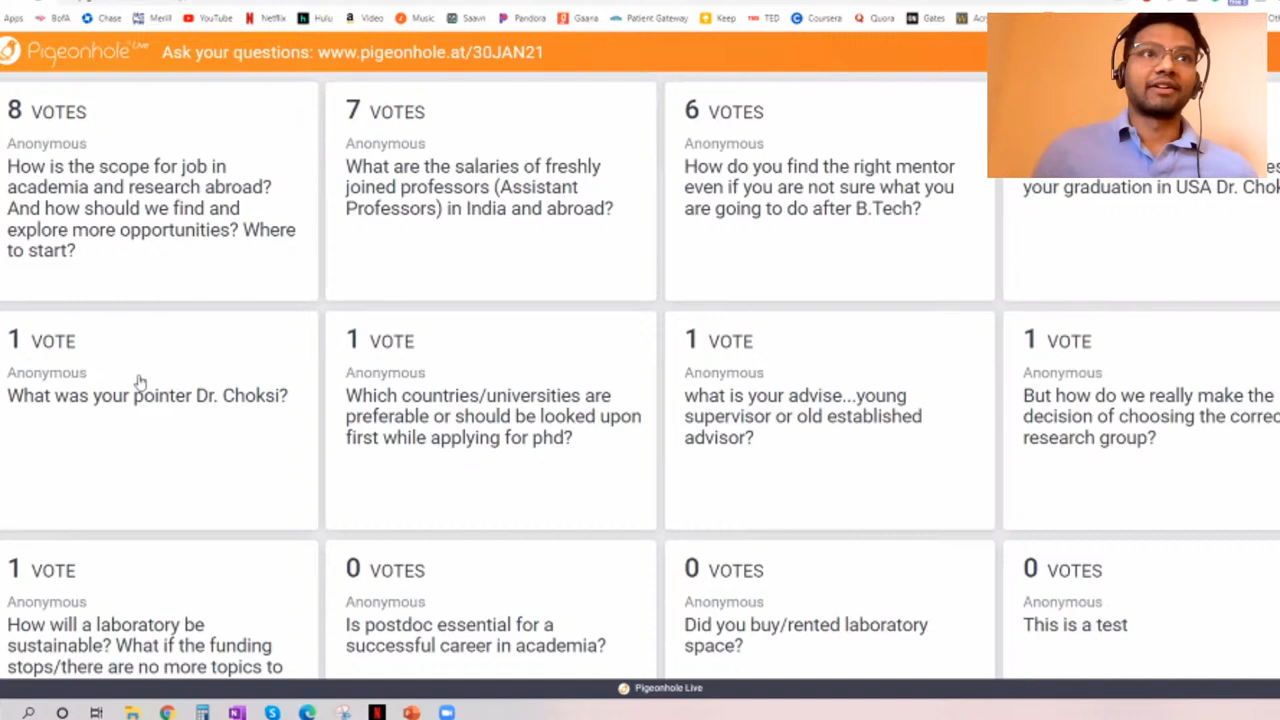 Apps BofA Chase Merill YouTube Netflix Hulu Video Music Saavn Pandora Gaana Patient Gateway Keep TED Coursera Quora Gates
Pigeonhole Live Ask your questions: www.pigeonhole.at/30JAN21
8 VOTES
Anonymous
How is the scope for job in
academia and research abroad?
And how should we find and
explore more opportunities? Where
to start?
7 VOTES
Anonymous
What are the salaries of freshly
joined professors (Assistant
Professors) in India and abroad?
6 VOTES
Anonymous
How do you find the right mentor
even if you are not sure what you
are going to do after B.Tech?
your graduation in USA Dr.
1 VOTE
Anonymous
What was your pointer Dr. Choksi?
1 VOTE
Anonymous
Which countries/universities are
preferable or should be looked upon
first while applying for phd?
1 VOTE
Anonymous
what is your advise...young
supervisor or old established
advisor?
1 VOTE
Anonymous
But how do we really make the
decision of choosing the
research group?
1 VOTE
Anonymous
How will a laboratory be
sustainable? What if the funding
stops/there are no more topics to
0 VOTES
Anonymous
Is postdoc essential for a
successful career in academia?
0 VOTES
Anonymous
Did you buy/rented laboratory
space?
0 VOTES
Anonymous
This is a test
Pigeonhole Live